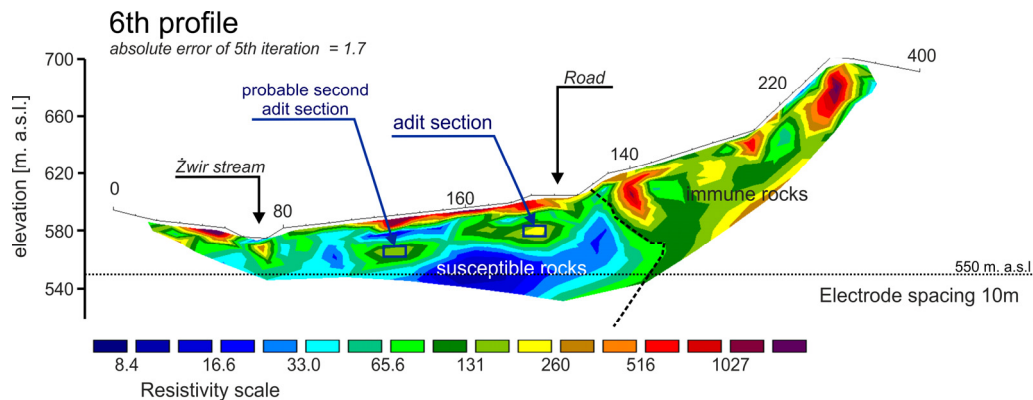 6th profile
absolute error of 5th iteration = 1.7
700
660
620
580
540
elevation [m. a.s.l.]
probable second
adit section
adit section
Road
Żwir stream
0
80
160
140
220
400
immune rocks
susceptible rocks
550 m. a.s.l
Electrode spacing 10m
8.4 16.6 33.0 65.6 131 260 516 1027
Resistivity scale